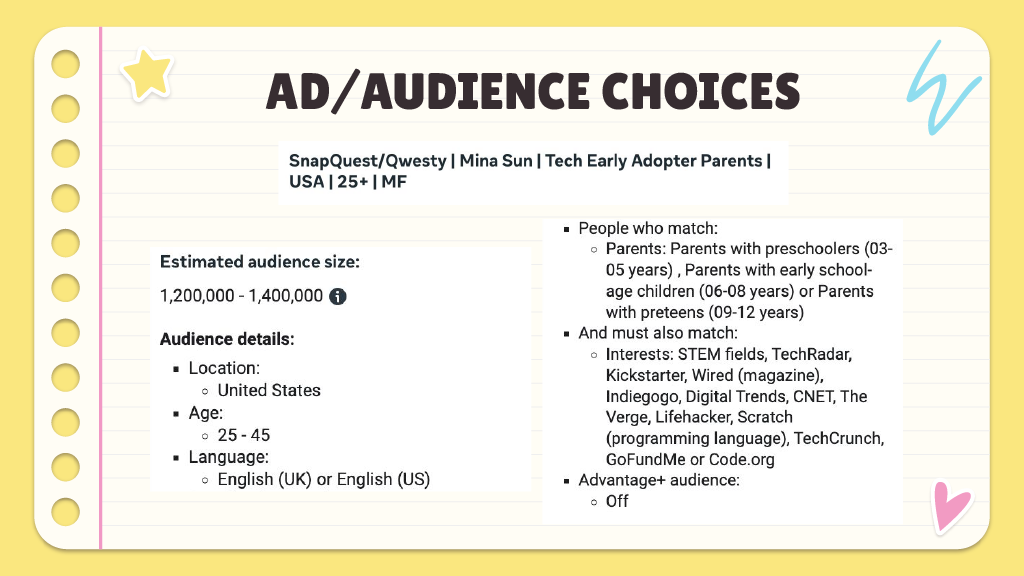 AD/AUDIENCE CHOICES
SnapQuest/Qwesty | Mina Sun | Tech Early Adopter Parents |
USA | 25+ | MF
Estimated audience size:
1,200,000 - 1,400,000
Audience details:
Location:
United States
Age:
25 - 45
Language:
English (UK) or English (US)
People who match:
Parents: Parents with preschoolers (03-
05 years) , Parents with early school-
age children (06-08 years) or Parents
with preteens (09-12 years)
And must also match:
Interests: STEM fields, TechRadar,
Kickstarter, Wired (magazine),
Indiegogo, Digital Trends, CNET, The
Verge, Lifehacker, Scratch
(programming language), TechCrunch,
GoFundMe or Code.org
Advantage+ audience:
Off